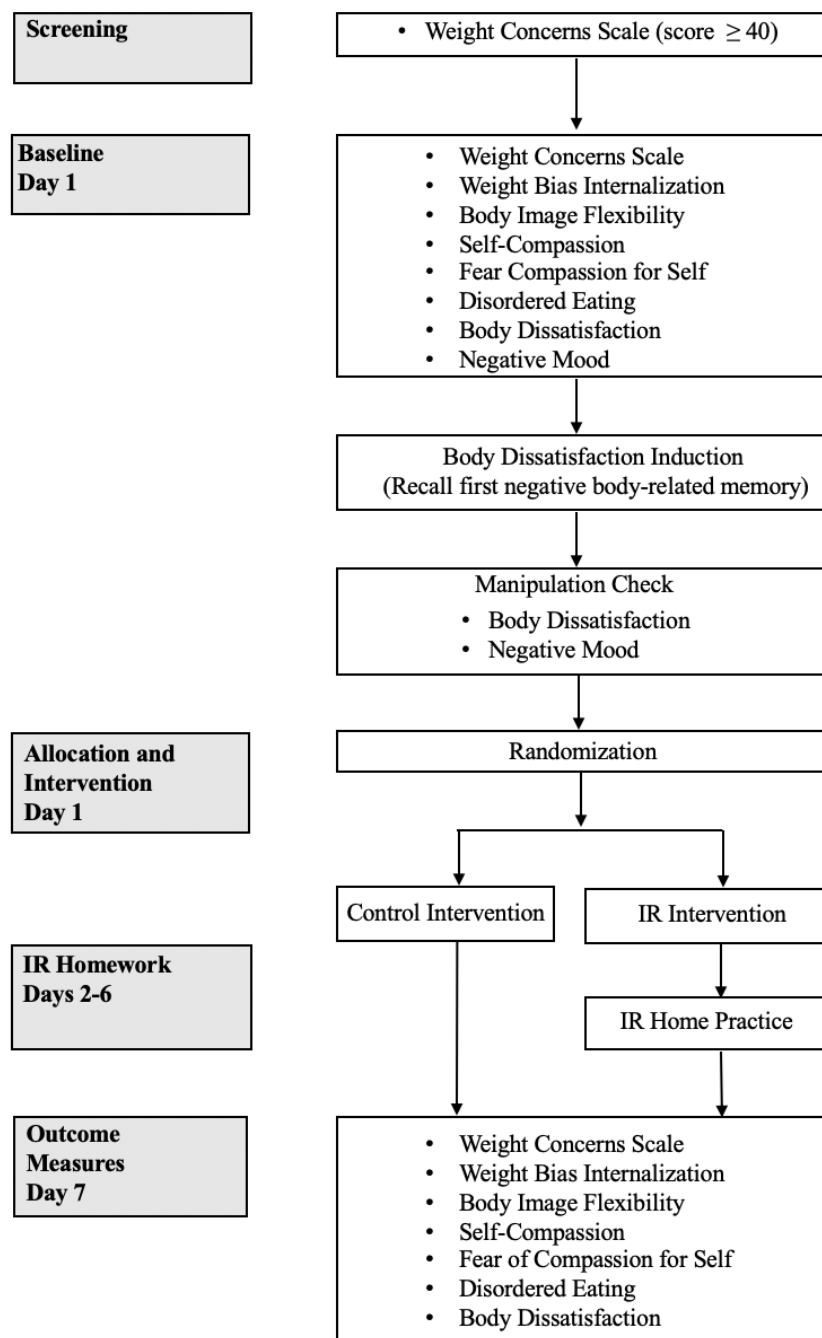 Screening
• Weight Concerns Scale (score ≥ 40)
Baseline
Day 1
• Weight Concerns Scale
• Weight Bias Internalization
• Body Image Flexibility
• Self-Compassion
• Fear Compassion for Self
• Disordered Eating
• Body Dissatisfaction
• Negative Mood
Body Dissatisfaction Induction
(Recall first negative body-related memory)
Manipulation Check
• Body Dissatisfaction
• Negative Mood
Allocation and
Intervention
Day 1
Randomization
Control Intervention
IR Intervention
IR Homework
Days 2-6
IR Home Practice
Outcome
Measures
Day 7
• Weight Concerns Scale
• Weight Bias Internalization
• Body Image Flexibility
• Self-Compassion
• Fear of Compassion for Self
• Disordered Eating
• Body Dissatisfaction